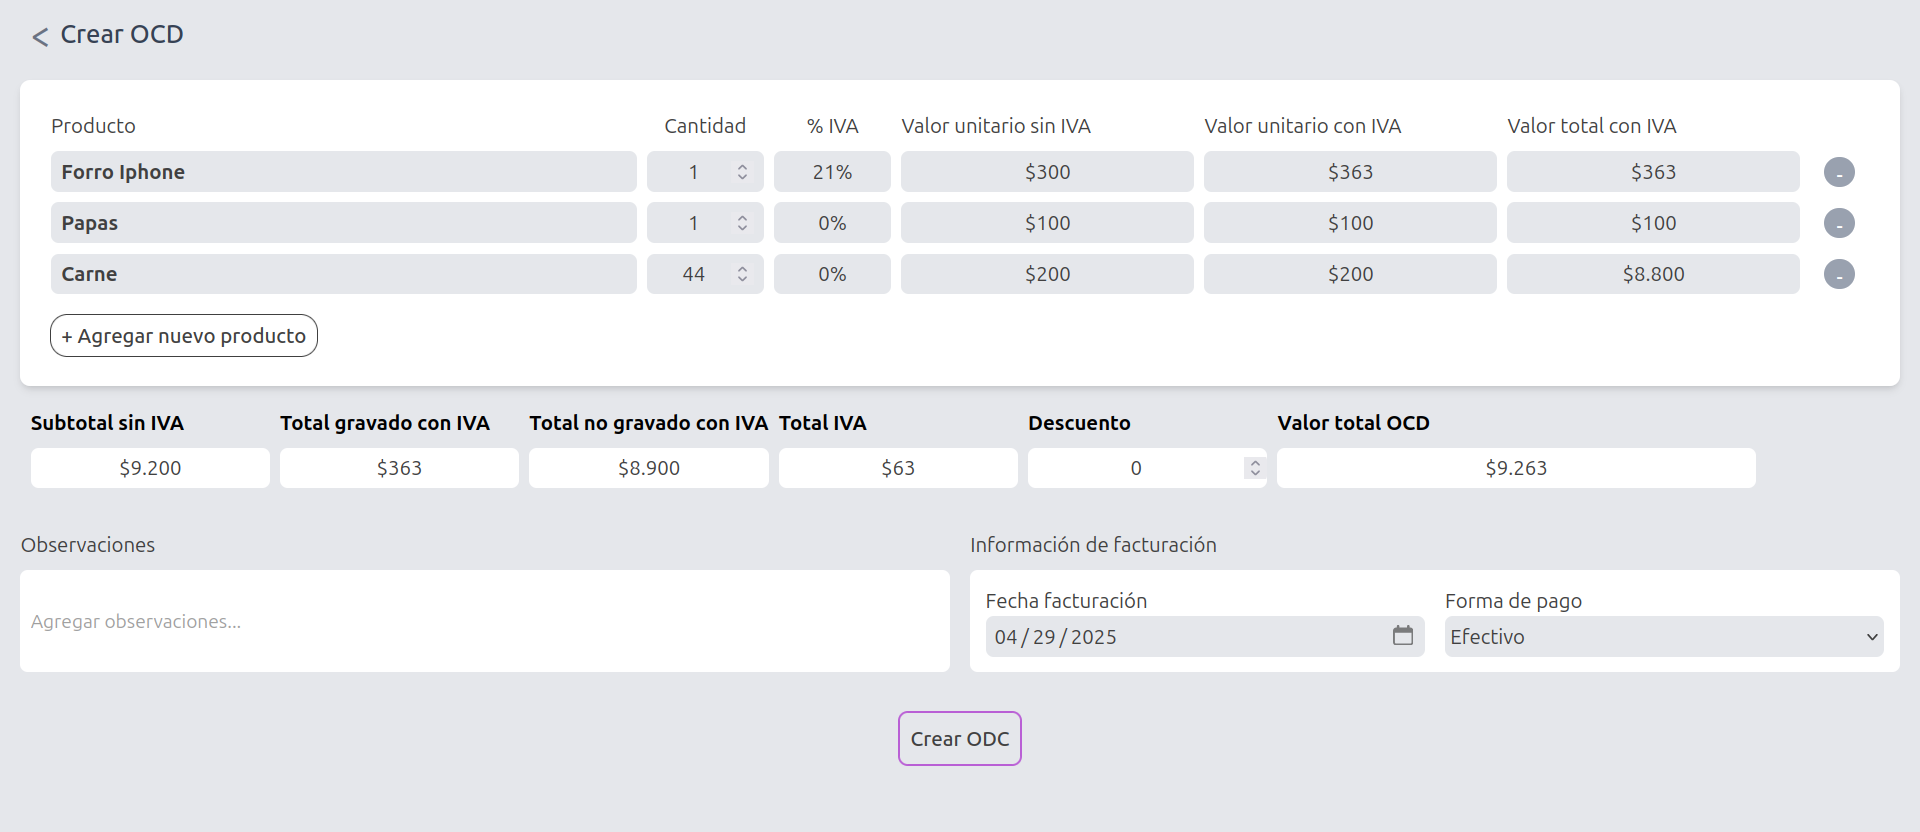 < Crear OCD
Producto Cantidad % IVA Valor unitario sin IVA Valor unitario con IVA Valor total con IVA
Forro Iphone 1 21% $300 $363 $363 -
Papas 1 0% $100 $100 $100 -
Carne 44 0% $200 $200 $8.800 -
+ Agregar nuevo producto
Subtotal sin IVA Total gravado con IVA Total no gravado con IVA Total IVA Descuento Valor total OCD
$9.200 $363 $8.900 $63 0 $9.263
Observaciones Información de facturación
Fecha facturación Forma de pago
Agregar observaciones... 04/29/2025 Efectivo
Crear ODC